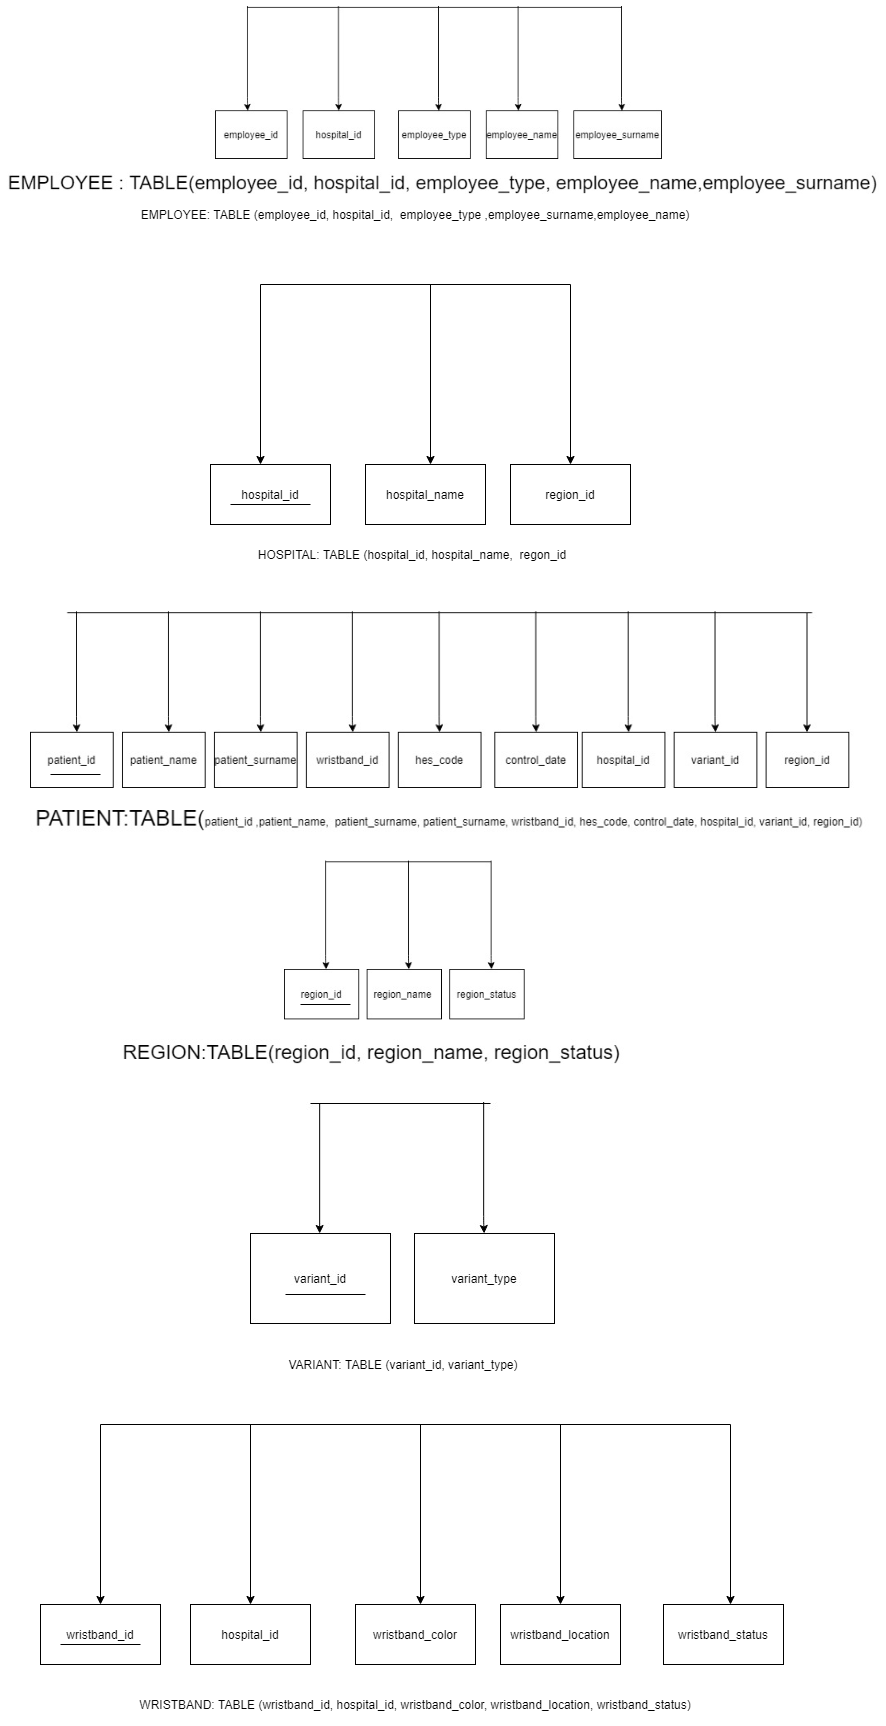 employee_id hospital_id employee_type employee_name employee_surname
EMPLOYEE : TABLE(employee_id, hospital_id, employee_type, employee_name,employee_surname)
EMPLOYEE: TABLE (employee_id, hospital_id, employee_type ,employee_surname,employee_name)
hospital_id hospital_name region_id
HOSPITAL: TABLE (hospital_id, hospital_name, regon_id
patient_id patient_name patient_surname wristband_id hes_code control_date hospital_id variant_id region_id
PATIENT:TABLE(patient_id ,patient_name, patient_surname, patient_surname, wristband_id, hes_code, control_date, hospital_id, variant_id, region_id)
region_id region_name region_status
REGION:TABLE(region_id, region_name, region_status)
variant_id variant_type
VARIANT: TABLE (variant_id, variant_type)
wristband_id hospital_id wristband_color wristband_location wristband_status
WRISTBAND: TABLE (wristband_id, hospital_id, wristband_color, wristband_location, wristband_status)